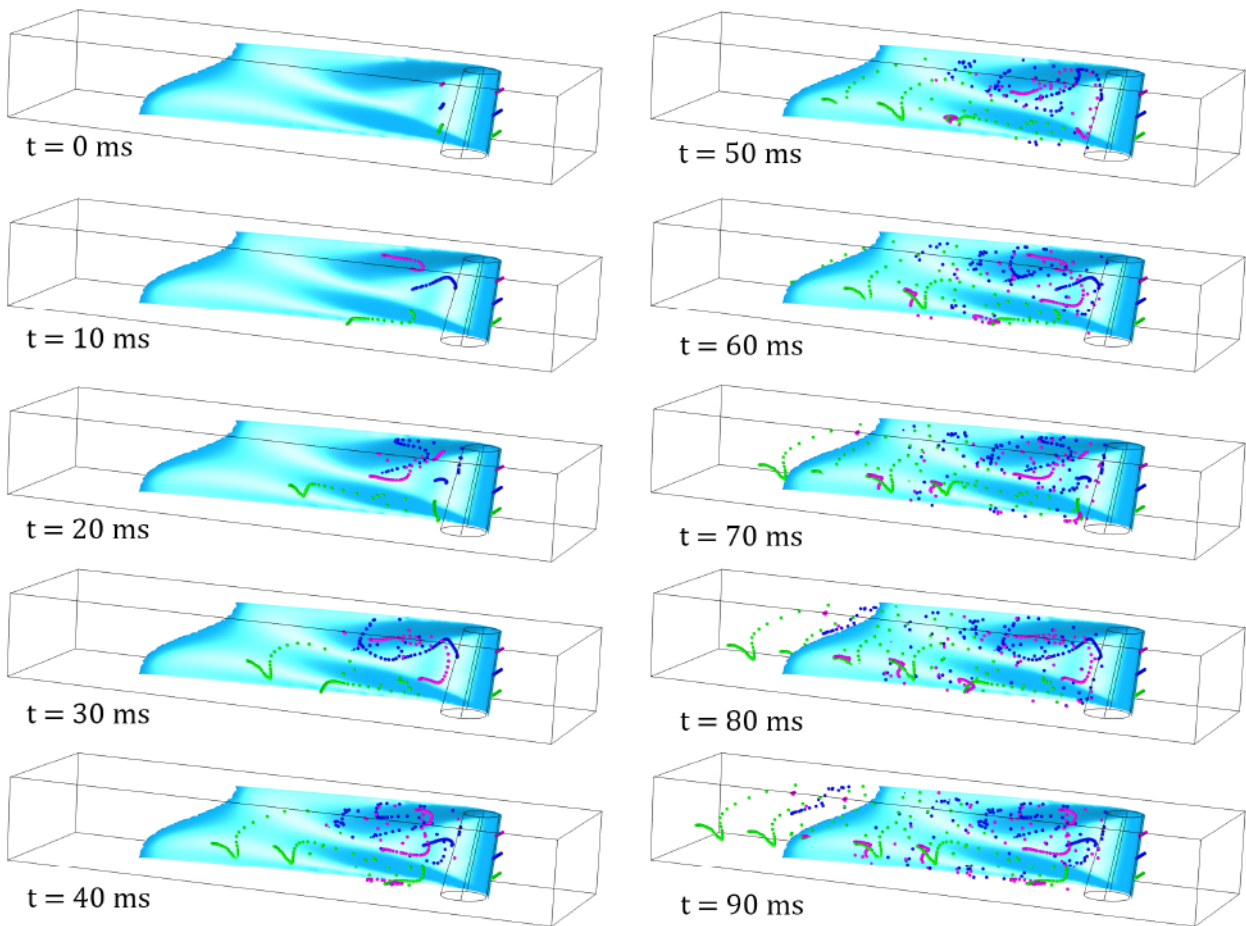 t = 0 ms
t = 10 ms
t = 20 ms
t = 30 ms
t = 40 ms
t = 50 ms
t = 60 ms
t = 70 ms
t = 80 ms
t = 90 ms